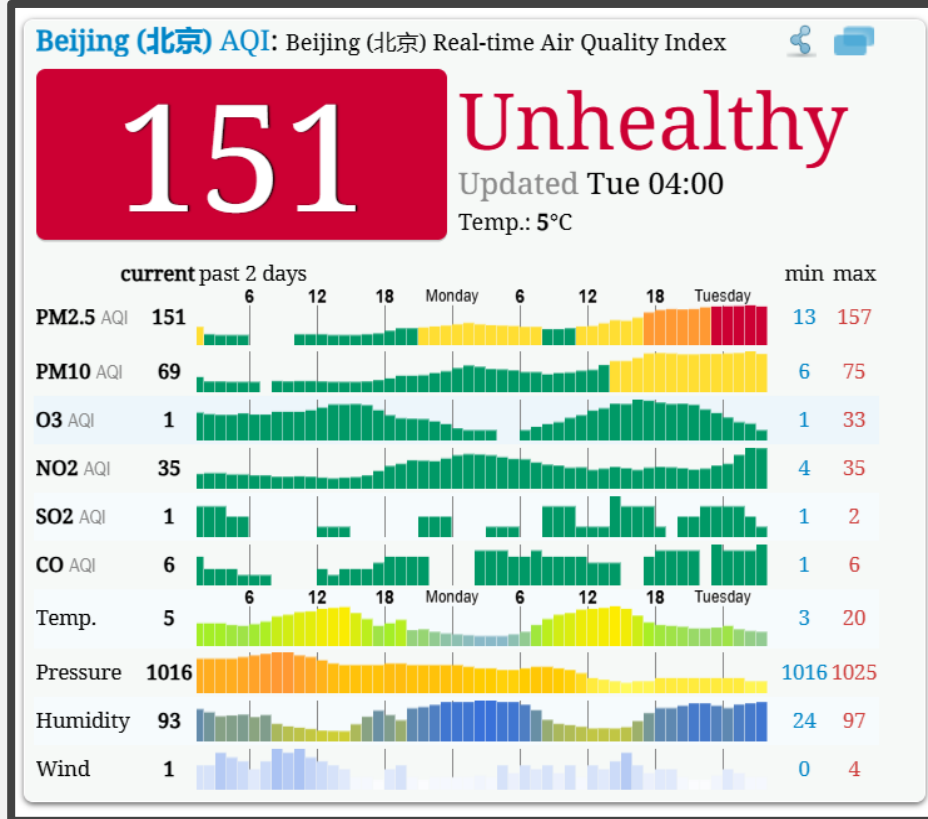 Beijing (北京) AQI: Beijing (北京) Real-time Air Quality Index
151
Unhealthy
Updated Tue 04:00
Temp.: 5°C
current past 2 days min max
6 12 18 Monday 6 12 18 Tuesday
PM2.5 AQI 151 13 157
PM10 AQI 69 6 75
O3 AQI 1 1 33
NO2 AQI 35 4 35
SO2 AQI 1 1 2
CO AQI 6 1 6
6 12 18 Monday 6 12 18 Tuesday
Temp. 5 3 20
Pressure 1016 1016 1025
Humidity 93 24 97
Wind 1 0 4